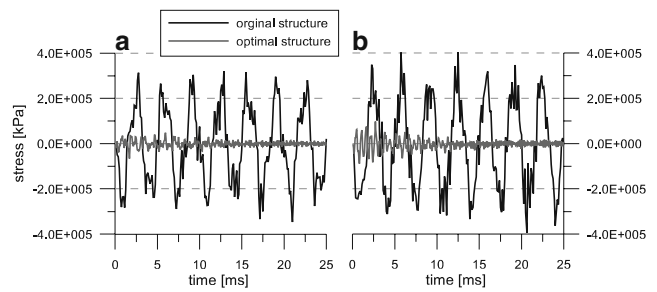 orginal structure
optimal structure
a
b
4.0E+005
2.0E+005
0.0E+000
-2.0E+005
-4.0E+005
stress [kPa]
0 5 10 15 20 25
time [ms]
0 5 10 15 20 25
time [ms]
4.0E+005
2.0E+005
0.0E+000
-2.0E+005
-4.0E+005